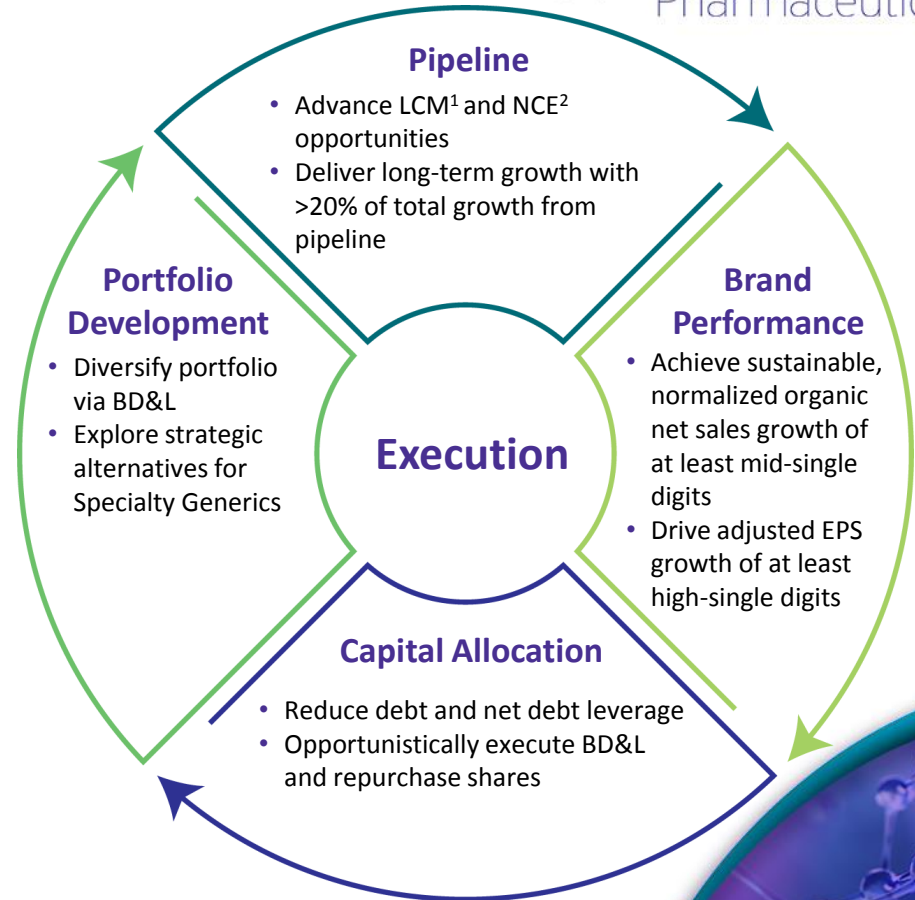 Pipeline
• Advance LCM¹ and NCE²
opportunities
• Deliver long-term growth with
>20% of total growth from
pipeline
Brand
Performance
• Achieve sustainable,
normalized organic
net sales growth of
at least mid-single
digits
• Drive adjusted EPS
growth of at least
high-single digits
Capital Allocation
• Reduce debt and net debt leverage
• Opportunistically execute BD&L
and repurchase shares
Portfolio
Development
• Diversify portfolio
via BD&L
• Explore strategic
alternatives for
Specialty Generics
Execution